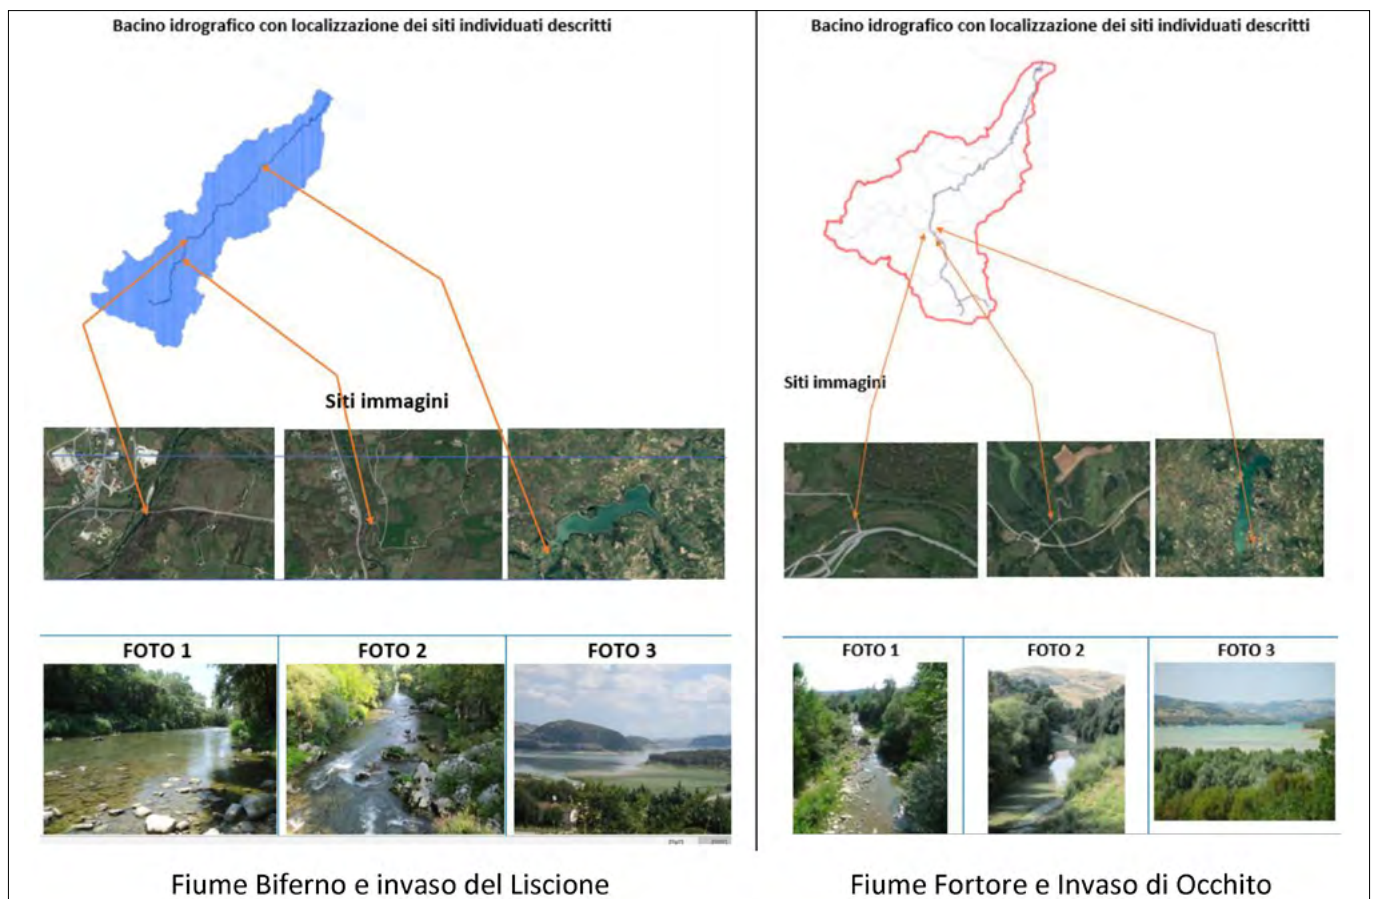 Bacino idrografico con localizzazione dei siti individuati descritti
Siti immagini
FOTO 1
FOTO 2
FOTO 3
Fiume Biferno e invaso del Liscione
Bacino idrografico con localizzazione dei siti individuati descritti
Siti immagini
FOTO 1
FOTO 2
FOTO 3
Fiume Fortore e Invaso di Occhito